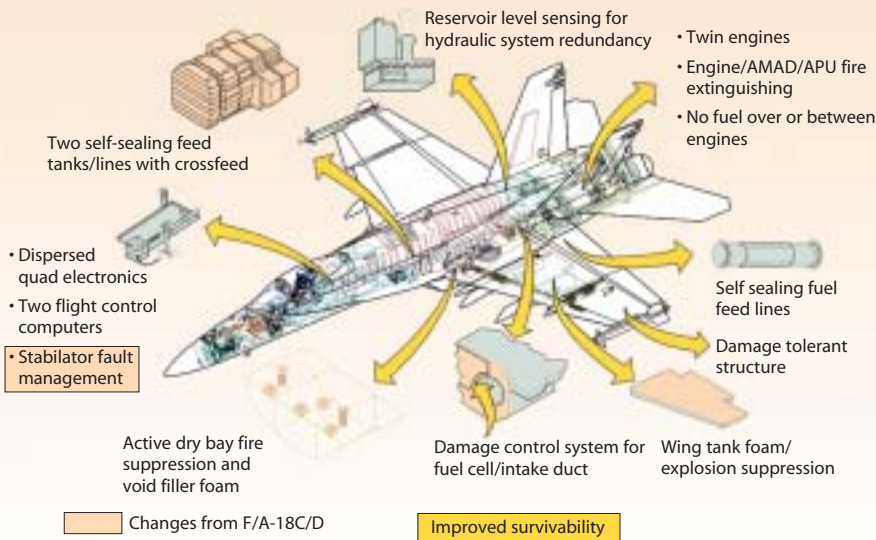 Reservoir level sensing for
hydraulic system redundancy
• Twin engines
• Engine/AMAD/APU fire
extinguishing
• No fuel over or between
engines
Two self-sealing feed
tanks/lines with crossfeed
• Dispersed
quad electronics
• Two flight control
computers
• Stabilator fault
management
Self sealing fuel
feed lines
Damage tolerant
structure
Active dry bay fire
suppression and
void filler foam
Damage control system for
fuel cell/intake duct
Wing tank foam/
explosion suppression
Changes from F/A-18C/D
Improved survivability